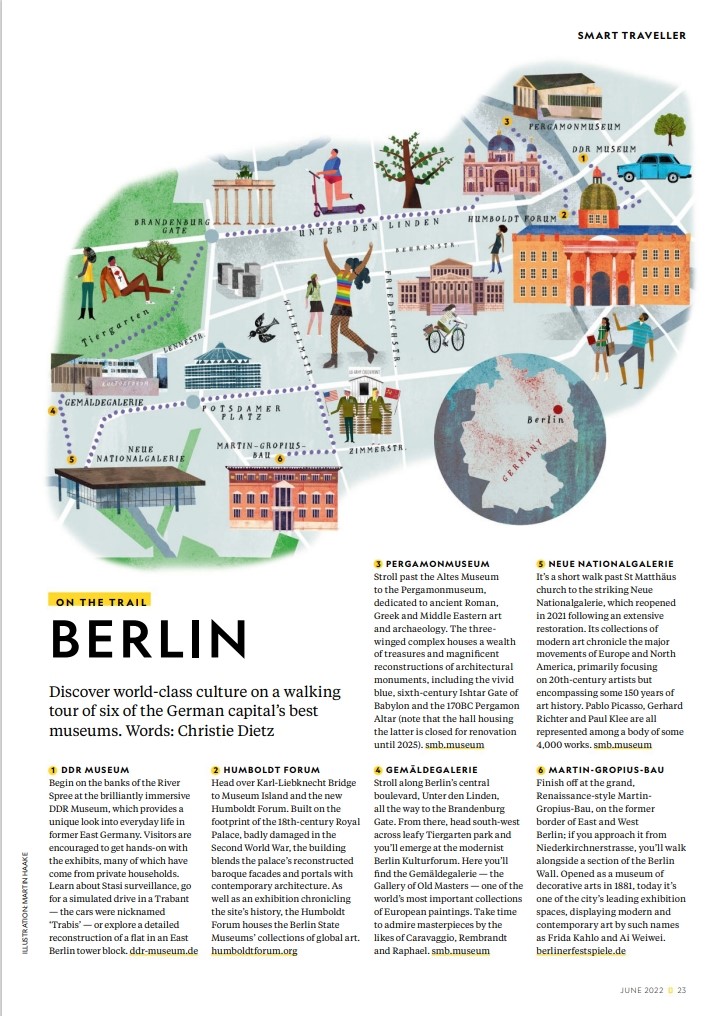 SMART TRAVELLER
3
PERGAMONMUSEUM
DDR MUSEUM
1
BRANDENBURG
GATE
UNTER DEN LINDEN
HUMBOLDT FORUM 2
BEHRENSTR.
Tiergarten
LENNESTR.
WILHELMSTR.
FRIEDRICHSTR.
KULTURFORUM
GEMÄLDEGALERIE
4
POTSDAMER
PLATZ
Berlin
GERMANY
5
NEUE
NATIONALGALERIE
MARTIN-GROPIUS-
BAU 6
ZIMMERSTR.
ON THE TRAIL
BERLIN
Discover world-class culture on a walking
tour of six of the German capital's best
museums. Words: Christie Dietz
1 DDR MUSEUM
Begin on the banks of the River
Spree at the brilliantly immersive
DDR Museum, which provides a
unique look into everyday life in
former East Germany. Visitors are
encouraged to get hands-on with
the exhibits, many of which have
come from private households.
Learn about Stasi surveillance, go
for a simulated drive in a Trabant
— the cars were nicknamed
'Trabis' — or explore a detailed
reconstruction of a flat in an East
Berlin tower block. ddr-museum.de
2 HUMBOLDT FORUM
Head over Karl-Liebknecht Bridge
to Museum Island and the new
Humboldt Forum. Built on the
footprint of the 18th-century Royal
Palace, badly damaged in the
Second World War, the building
blends the palace's reconstructed
baroque facades and portals with
contemporary architecture. As
well as an exhibition chronicling
the site's history, the Humboldt
Forum houses the Berlin State
Museums' collections of global art.
humboldtforum.org
3 PERGAMONMUSEUM
Stroll past the Altes Museum
to the Pergamonmuseum,
dedicated to ancient Roman,
Greek and Middle Eastern art
and archaeology. The three-
winged complex houses a wealth
of treasures and magnificent
reconstructions of architectural
monuments, including the vivid
blue, sixth-century Ishtar Gate of
Babylon and the 170BC Pergamon
Altar (note that the hall housing
the latter is closed for renovation
until 2025). smb.museum
4 GEMÄLDEGALERIE
Stroll along Berlin's central
boulevard, Unter den Linden,
all the way to the Brandenburg
Gate. From there, head south-west
across leafy Tiergarten park and
you'll emerge at the modernist
Berlin Kulturforum. Here you'll
find the Gemäldegalerie — the
Gallery of Old Masters — one of the
world's most important collections
of European paintings. Take time
to admire masterpieces by the
likes of Caravaggio, Rembrandt
and Raphael. smb.museum
5 NEUE NATIONALGALERIE
It's a short walk past St Matthäus
church to the striking Neue
Nationalgalerie, which reopened
in 2021 following an extensive
restoration. Its collections of
modern art chronicle the major
movements of Europe and North
America, primarily focusing
on 20th-century artists but
encompassing some 150 years of
art history. Pablo Picasso, Gerhard
Richter and Paul Klee are all
represented among a body of some
4,000 works. smb.museum
6 MARTIN-GROPIUS-BAU
Finish off at the grand,
Renaissance-style Martin-
Gropius-Bau, on the former
border of East and West
Berlin; if you approach it from
Niederkirchnerstrasse, you'll walk
alongside a section of the Berlin
Wall. Opened as a museum of
decorative arts in 1881, today it's
one of the city's leading exhibition
spaces, displaying modern and
contemporary art by such names
as Frida Kahlo and Ai Weiwei.
berlinerfestspiele.de
ILLUSTRATION: MARTIN HAAKE
JUNE 2022 23